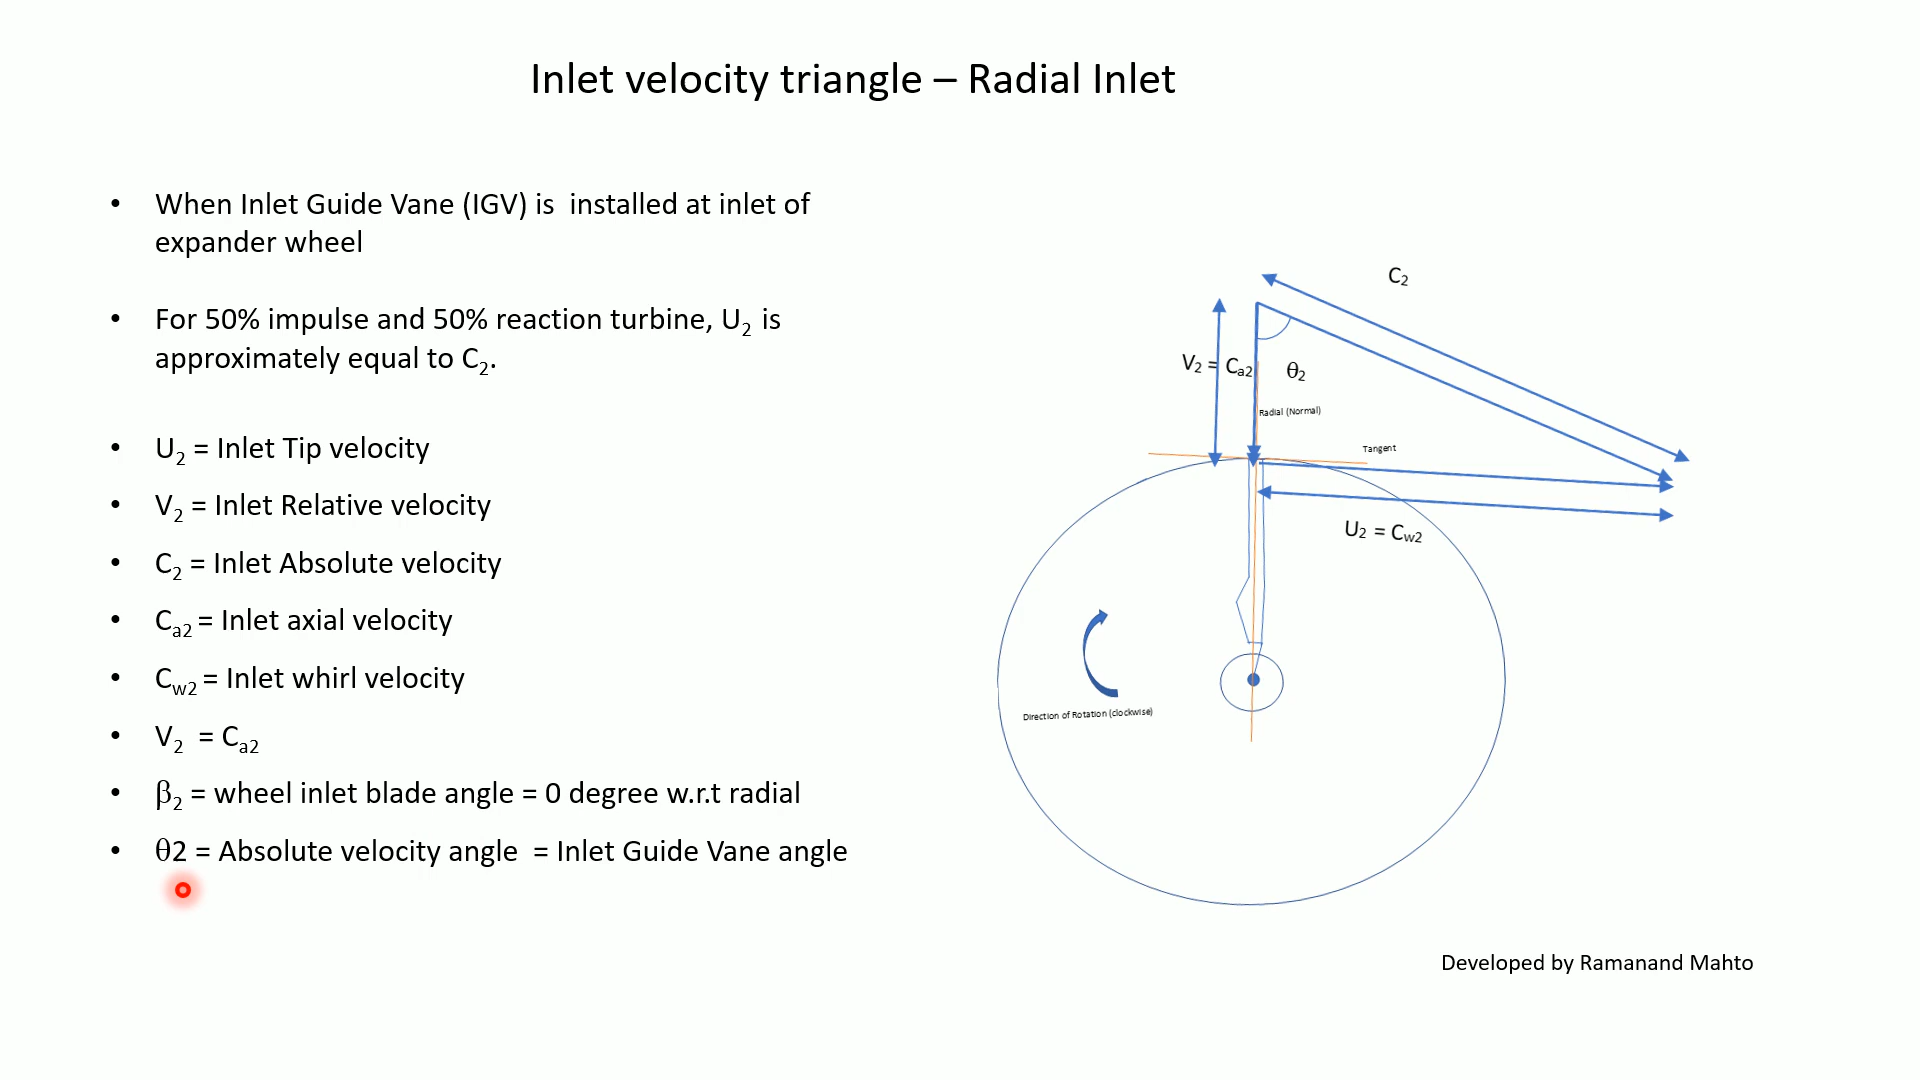 Inlet velocity triangle – Radial Inlet
• When Inlet Guide Vane (IGV) is installed at inlet of
expander wheel
• For 50% impulse and 50% reaction turbine, U₂ is
approximately equal to C₂.
• U₂ = Inlet Tip velocity
• V₂ = Inlet Relative velocity
• C₂ = Inlet Absolute velocity
• Cₐ₂ = Inlet axial velocity
• Cw₂ = Inlet whirl velocity
• V₂ = Cₐ₂
• β₂ = wheel inlet blade angle = 0 degree w.r.t radial
• θ2 = Absolute velocity angle = Inlet Guide Vane angle
C₂
V₂ = Cₐ₂
θ₂
Radial (Normal)
Tangent
U₂ = Cw₂
Direction of Rotation (clockwise)
Developed by Ramanand Mahto